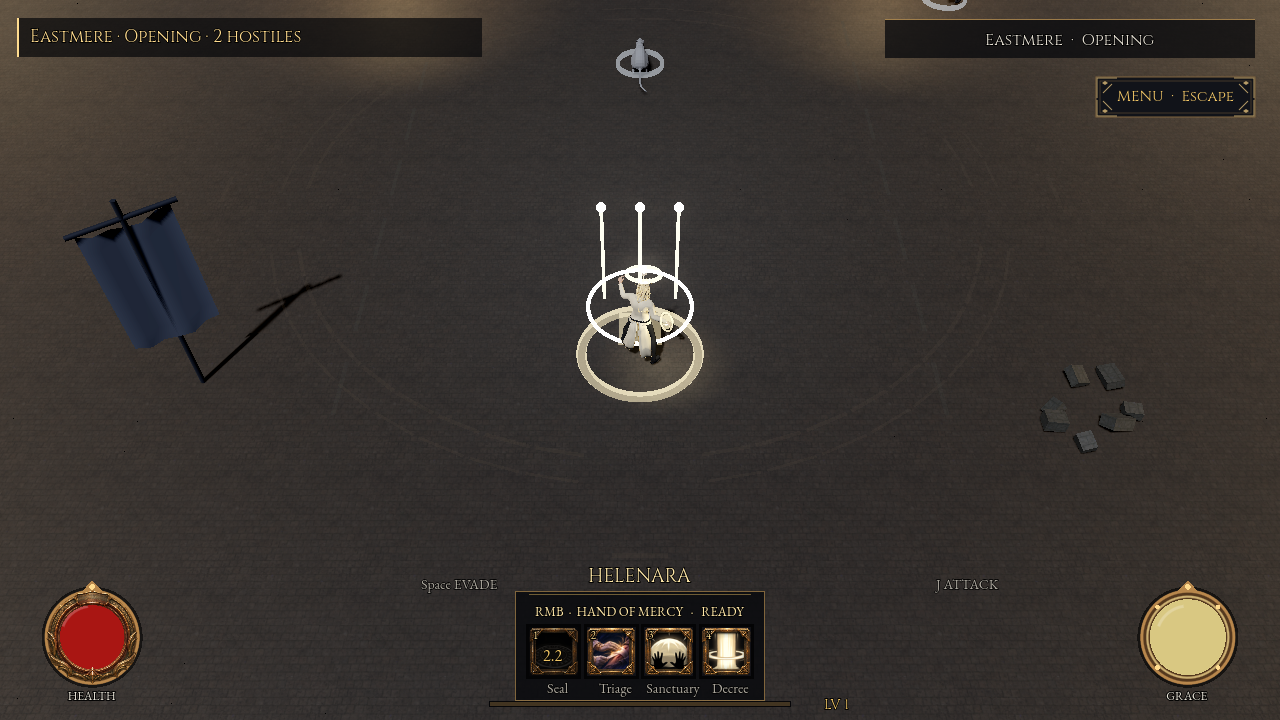 Eastmere · Opening · 2 hostiles
Eastmere · Opening
MENU · Escape
Space EVADE
HELENARA
J ATTACK
RMB · HAND OF MERCY · READY
1 2 3 4
2.2
Seal Triage Sanctuary Decree
HEALTH
GRACE
LV 1